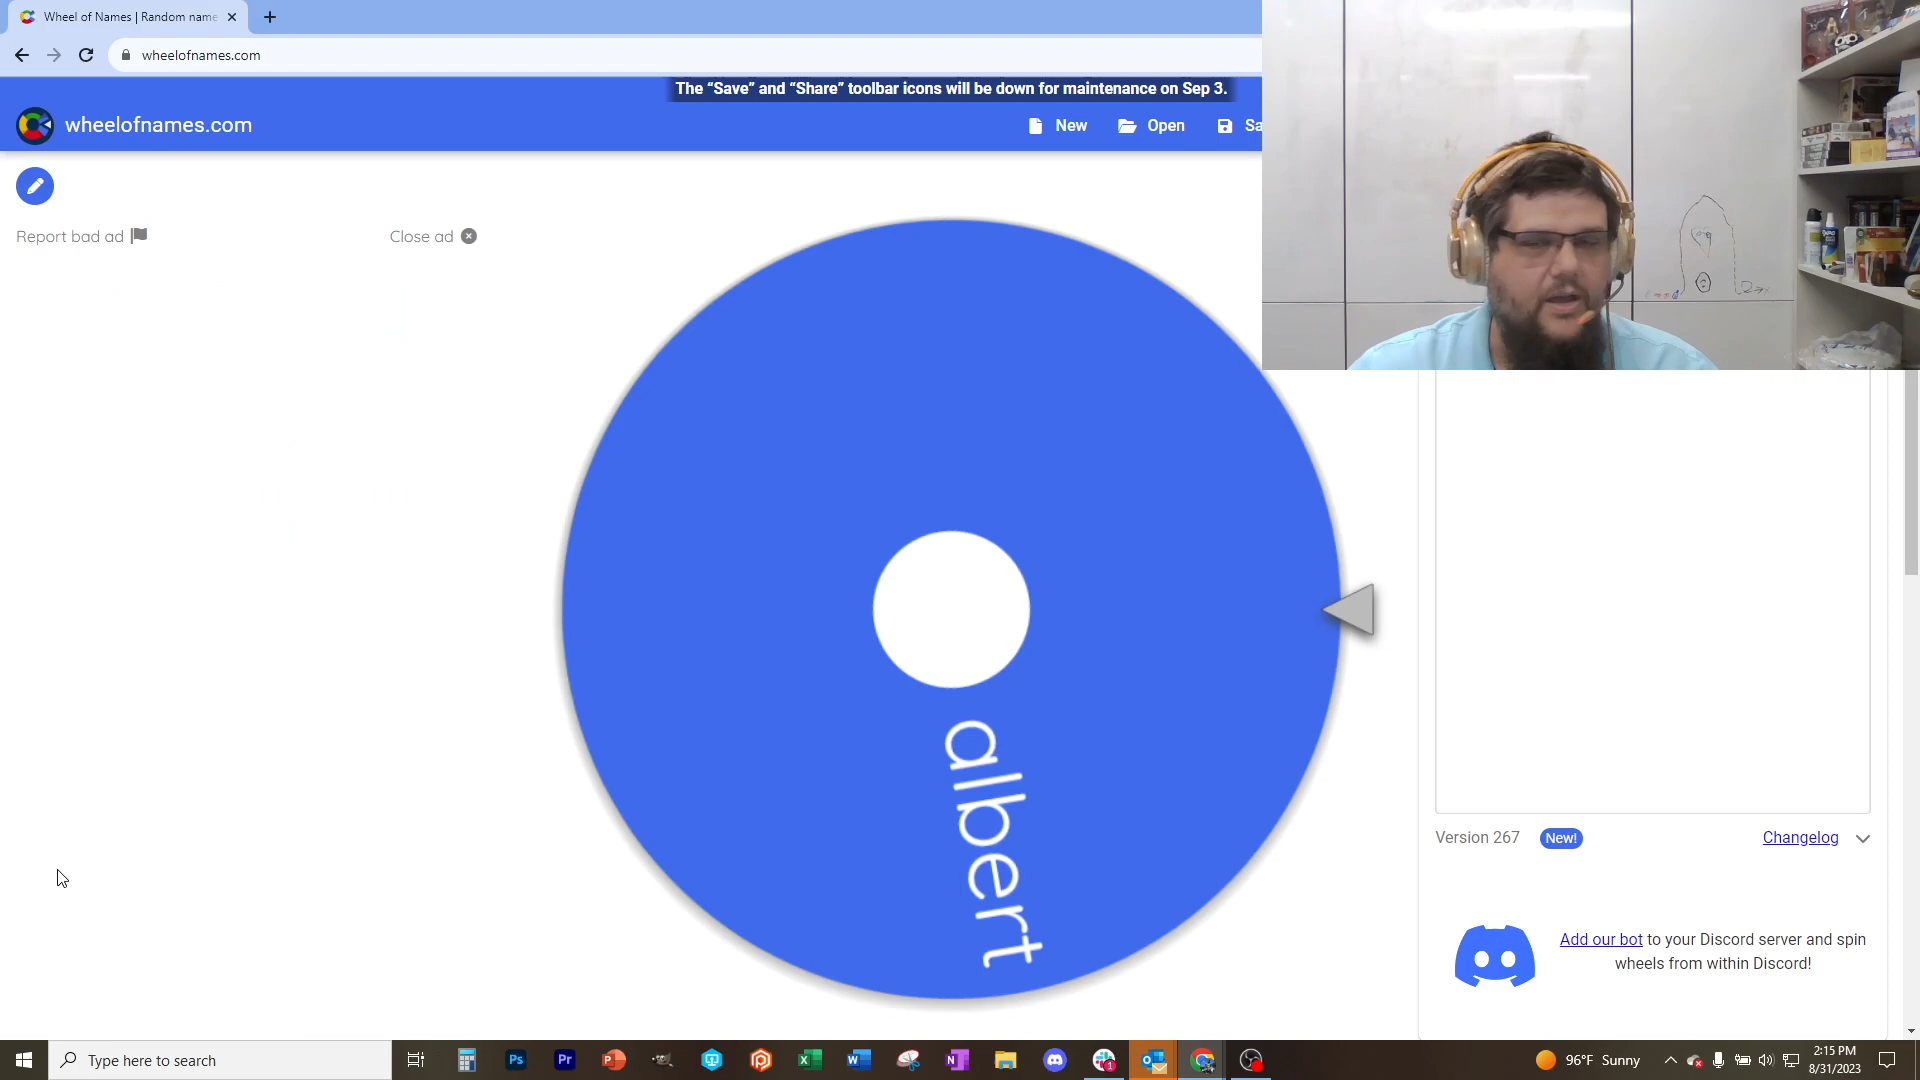 Wheel of Names | Random name
wheelofnames.com
The “Save” and “Share” toolbar icons will be down for maintenance on Sep 3.
wheelofnames.com
New
Open
Sa
Report bad ad
Close ad
allbert
Version 267
New!
Changelog
Add our bot to your Discord server and spin
wheels from within Discord!
Type here to search
Ps
Pr
96°F Sunny
2:15 PM
8/31/2023